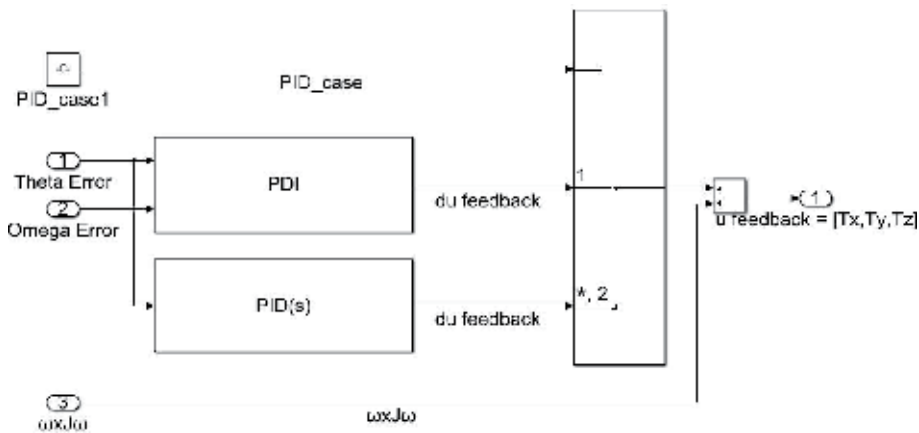 PID_case1
PID_case
1
Theta Error
2
Omega Error
PDI
du feedback
1
PID(s)
du feedback
*, 2
1
u feedback = [Tx,Ty,Tz]
3
ωxJω
ωxJω